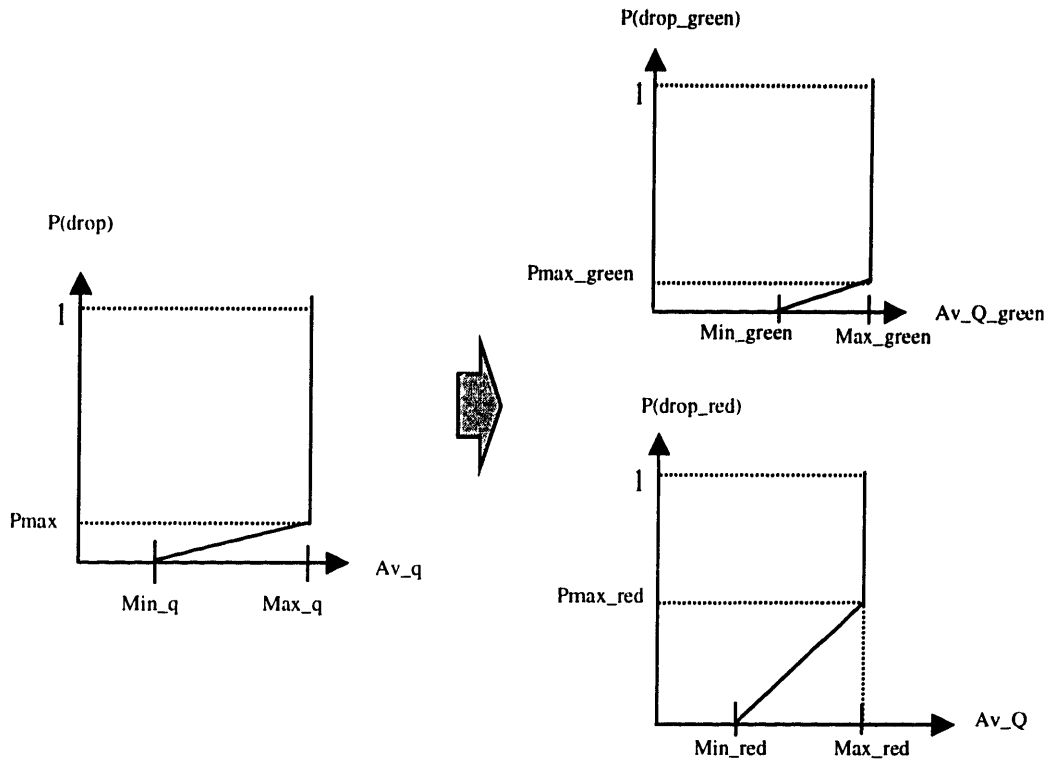 P(drop)
1
Pmax
Min_q
Max_q
Av_q
P(drop_green)
1
Pmax_green
Min_green
Max_green
Av_Q_green
P(drop_red)
1
Pmax_red
Min_red
Max_red
Av_Q